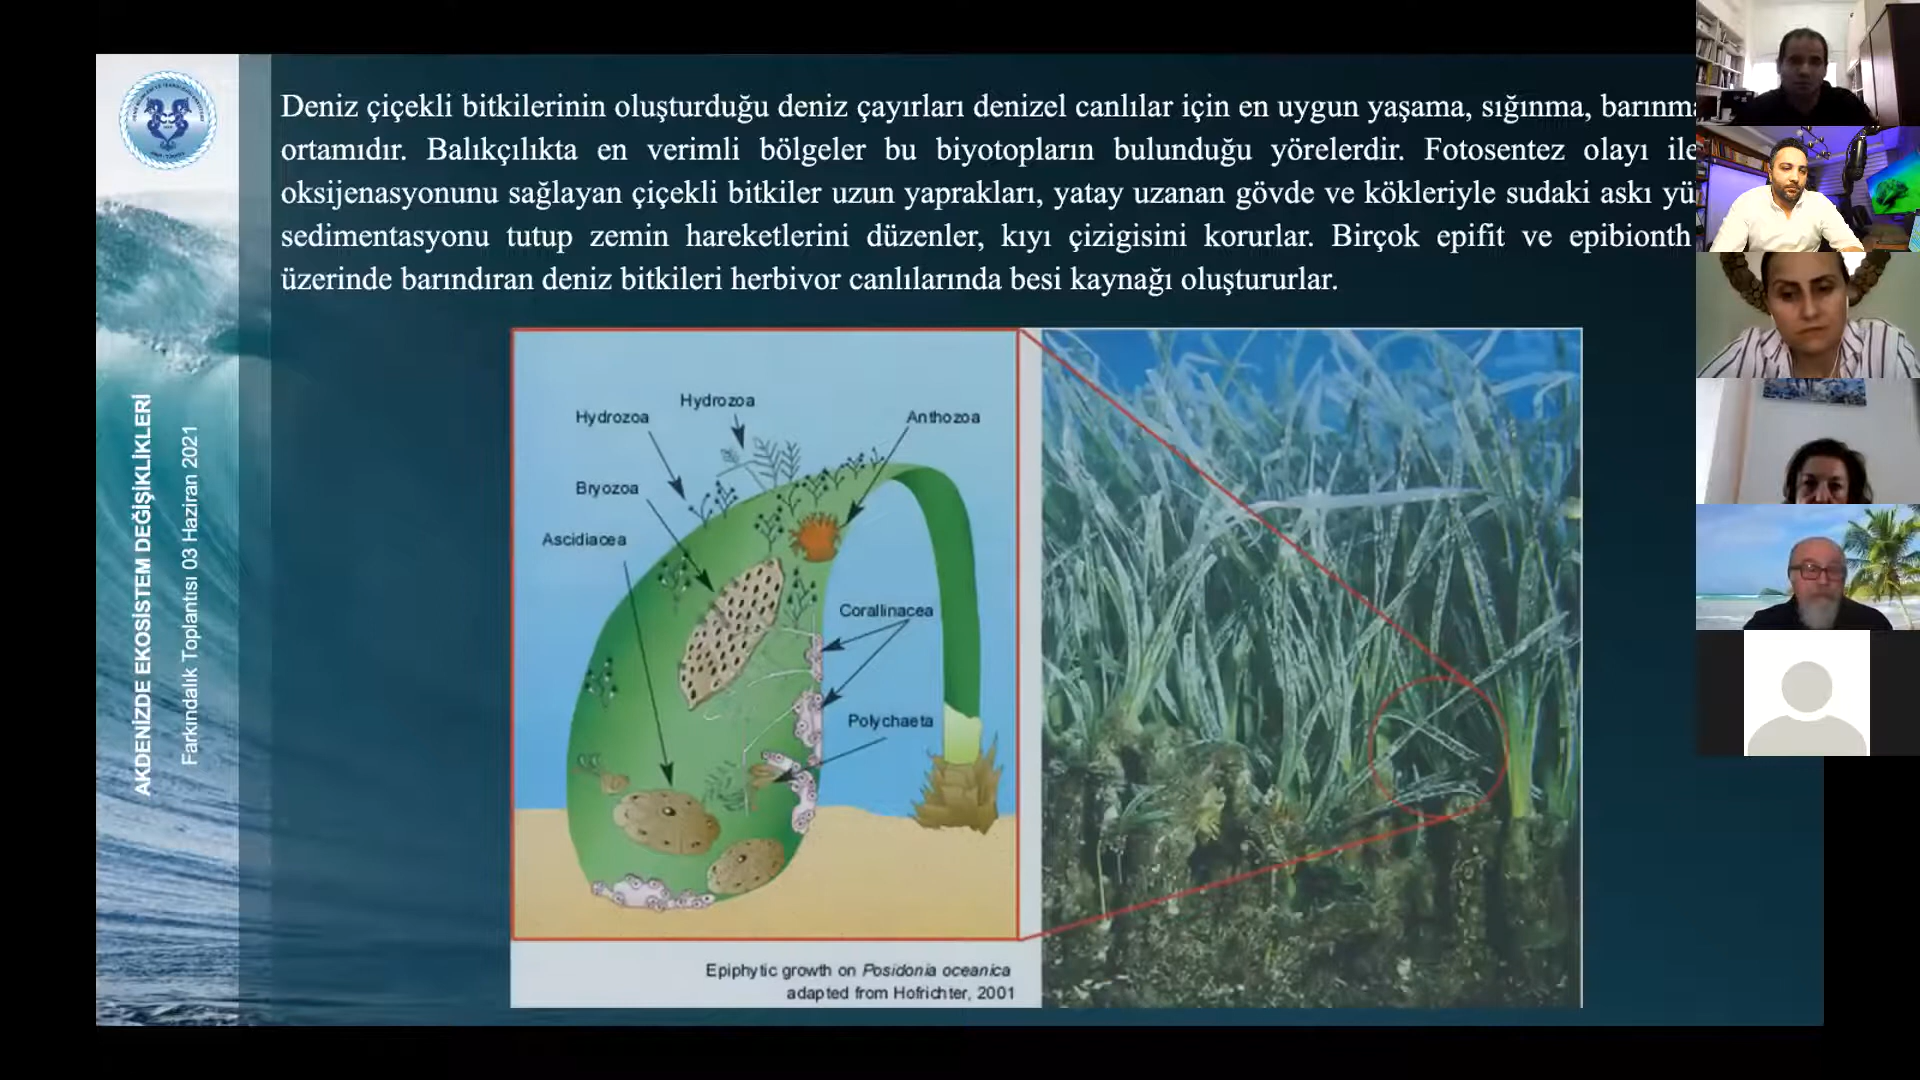 Deniz çiçekli bitkilerinin oluşturduğu deniz çayırları denizel canlılar için en uygun yaşama, sığınma,
ortamıdır. Balıkçılıkta en verimli bölgeler bu biyotopların bulunduğu yörelerdir. Fotosentez olayı ile
oksijenasyonunu sağlayan çiçekli bitkiler uzun yaprakları, yatay uzanan gövde ve kökleriyle sudaki askı
sedimentasyonu tutup zemin hareketlerini düzenler, kıyı çizigisini korurlar. Birçok epifit ve epibionth
üzerinde barındıran deniz bitkileri herbivor canlılarında besi kaynağı oluştururlar.
AKDENİZDE EKOSİSTEM DEĞİŞİKLİKLERİ
Farkındalık Toplantısı 03 Haziran 2021
Hydrozoa
Hydrozoa
Anthozoa
Bryozoa
Ascidiacea
Corallinacea
Polychaeta
Epiphytic growth on Posidonia oceanica
adapted from Hofrichter, 2001